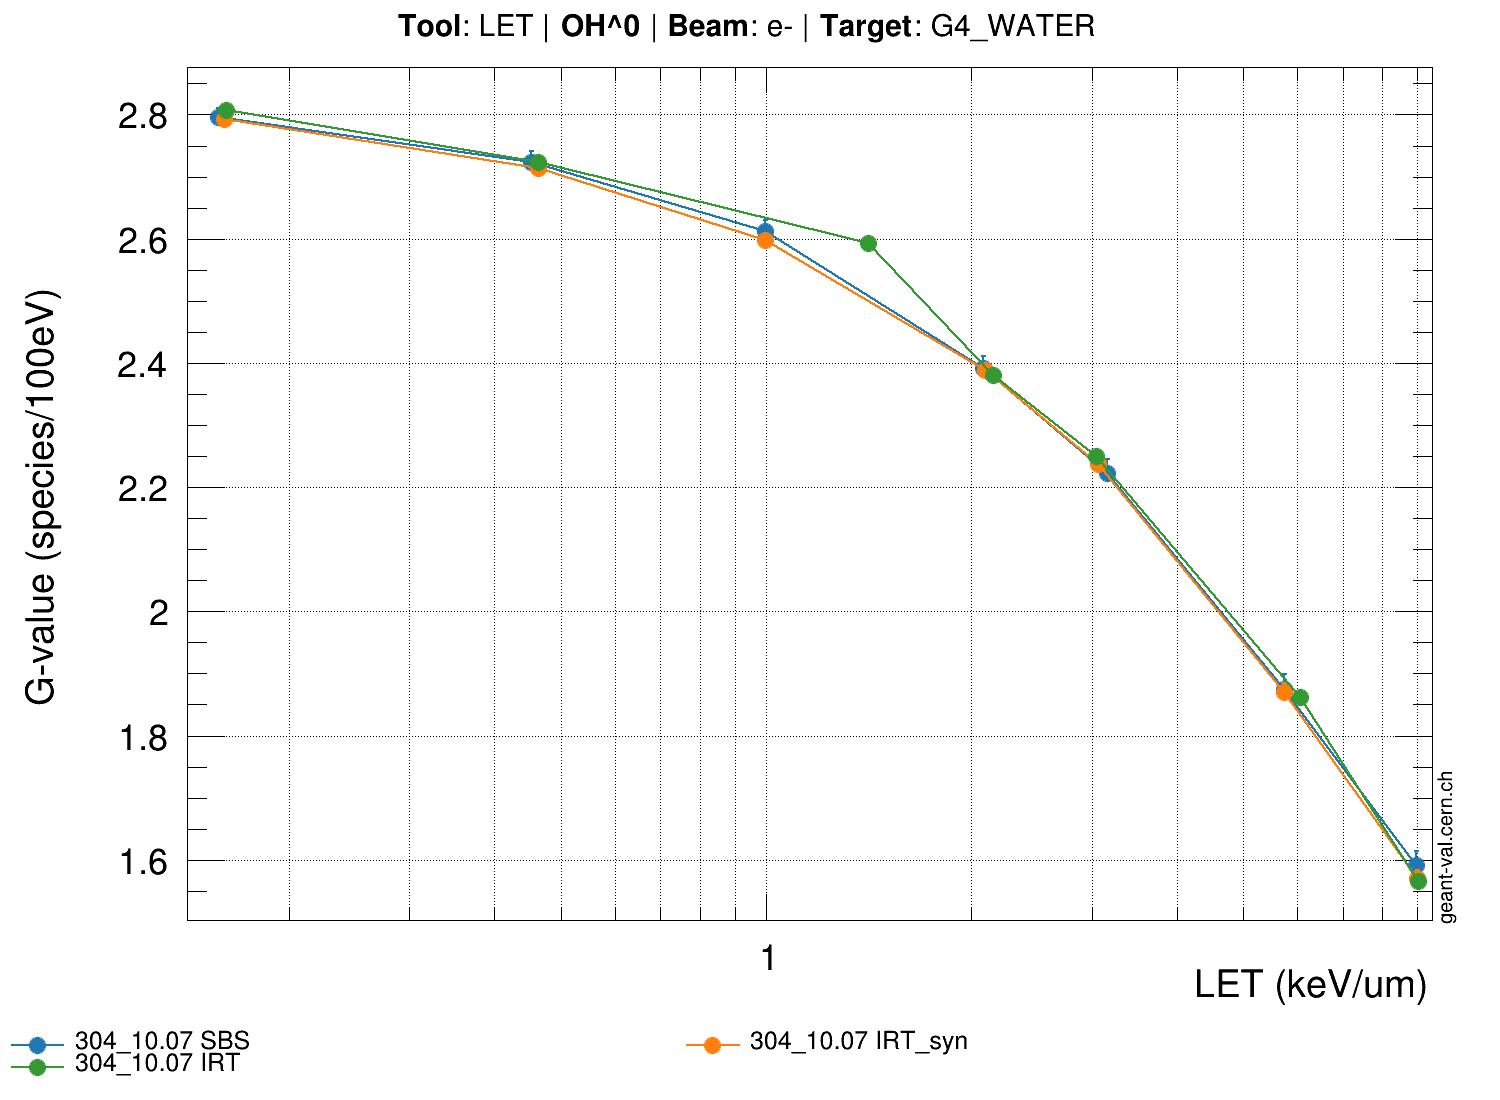 Tool: LET | OH^0 | Beam: e- | Target: G4_WATER
G-value (species/100eV)
2.8
2.6
2.4
2.2
2
1.8
1.6
1
LET (keV/um)
geant-val.cern.ch
304_10.07 SBS
304_10.07 IRT_syn
304_10.07 IRT